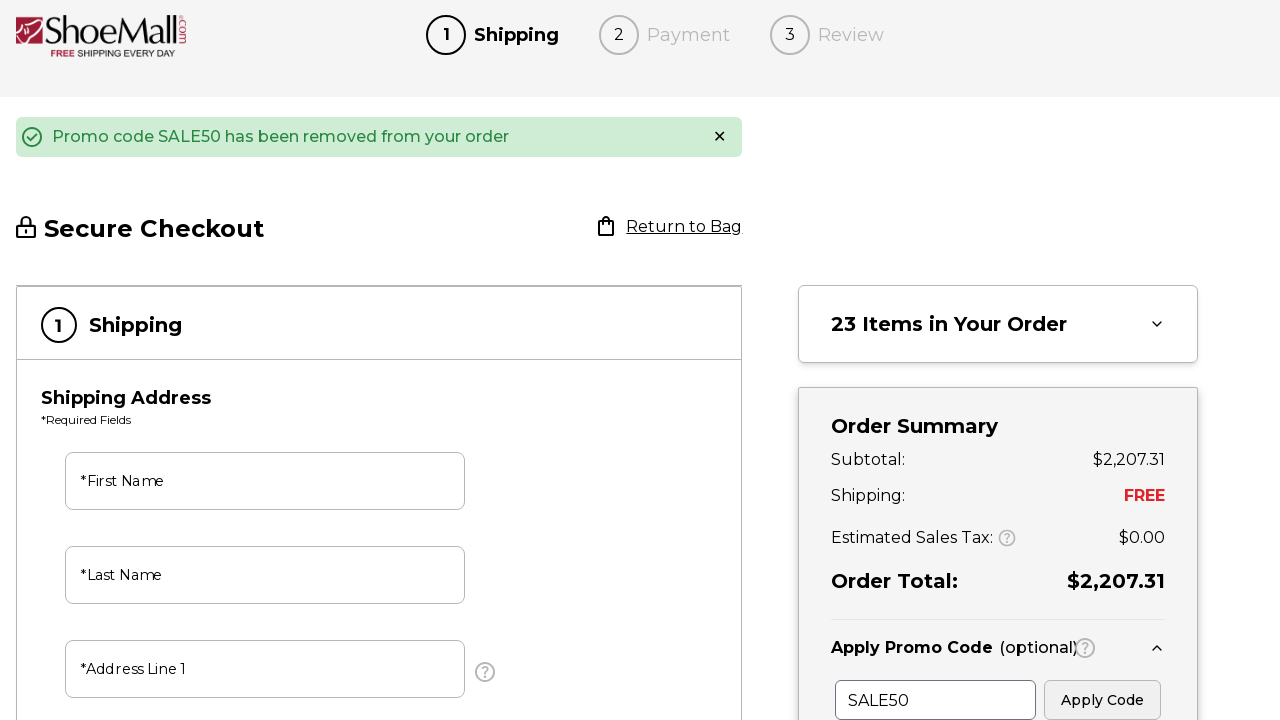 ShoeMall.com
FREE SHIPPING EVERY DAY
1 Shipping
2 Payment
3 Review
Promo code SALE50 has been removed from your order
Secure Checkout
Return to Bag
1 Shipping
Shipping Address
*Required Fields
*First Name
*Last Name
*Address Line 1
23 Items in Your Order
Order Summary
Subtotal: $2,207.31
Shipping: FREE
Estimated Sales Tax: $0.00
Order Total: $2,207.31
Apply Promo Code (optional)
SALE50 Apply Code